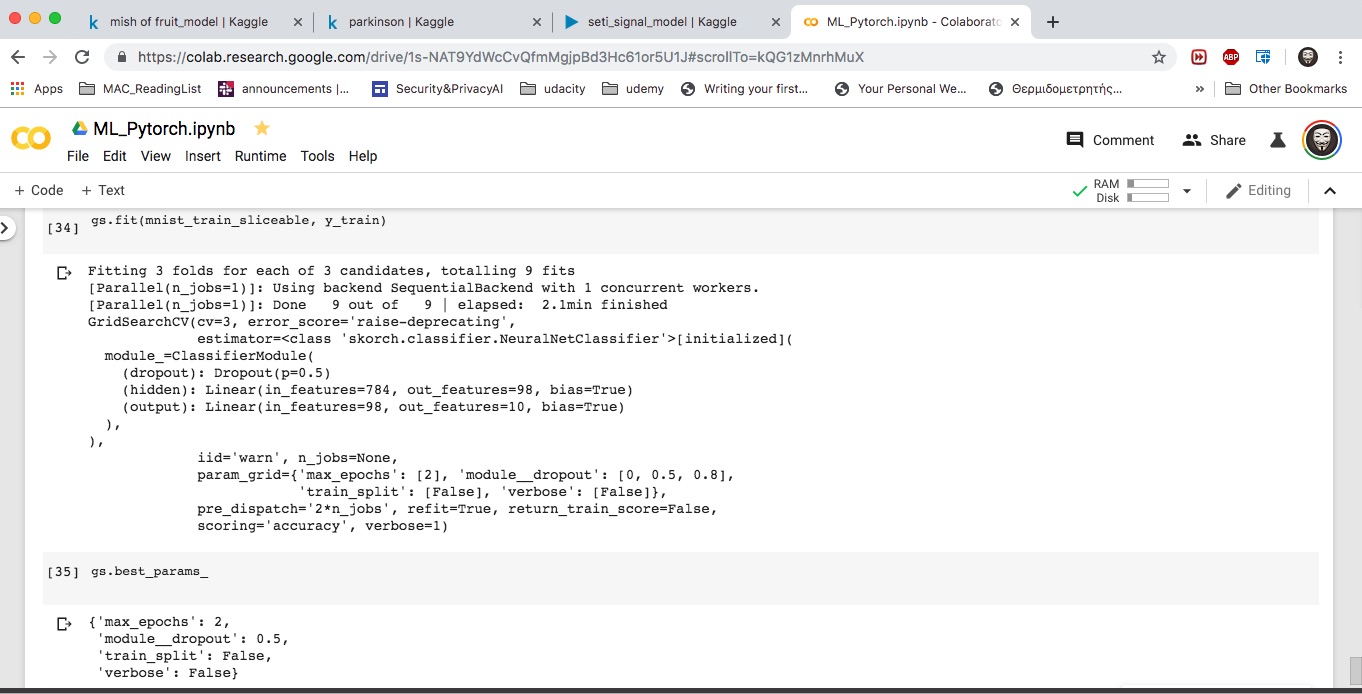 mish of fruit_model | Kaggle
parkinson | Kaggle
seti_signal_model | Kaggle
ML_Pytorch.ipynb - Colaborato
https://colab.research.google.com/drive/1s-NAT9YdWcCvQfmMgjpBd3Hc61or5U1J#scrollTo=kQG1zMnrhMuX
ABP
Apps
MAC_ReadingList
announcements |...
Security&PrivacyAI
udacity
udemy
Writing your first...
Your Personal We...
Θερμιδομετρητής...
»
Other Bookmarks
CO
ML_Pytorch.ipynb
File Edit View Insert Runtime Tools Help
Comment
Share
+ Code + Text
RAM
Disk
Editing
[34] gs.fit(mnist_train_sliceable, y_train)
Fitting 3 folds for each of 3 candidates, totalling 9 fits
[Parallel(n_jobs=1)]: Using backend SequentialBackend with 1 concurrent workers.
[Parallel(n_jobs=1)]: Done   9 out of   9 | elapsed:  2.1min finished
GridSearchCV(cv=3, error_score='raise-deprecating',
estimator=<class 'skorch.classifier.NeuralNetClassifier'>[initialized](
module_=ClassifierModule(
(dropout): Dropout(p=0.5)
(hidden): Linear(in_features=784, out_features=98, bias=True)
(output): Linear(in_features=98, out_features=10, bias=True)
),
),
iid='warn', n_jobs=None,
param_grid={'max_epochs': [2], 'module__dropout': [0, 0.5, 0.8],
'train_split': [False], 'verbose': [False]},
pre_dispatch='2*n_jobs', refit=True, return_train_score=False,
scoring='accuracy', verbose=1)
[35] gs.best_params_
{'max_epochs': 2,
'module__dropout': 0.5,
'train_split': False,
'verbose': False}